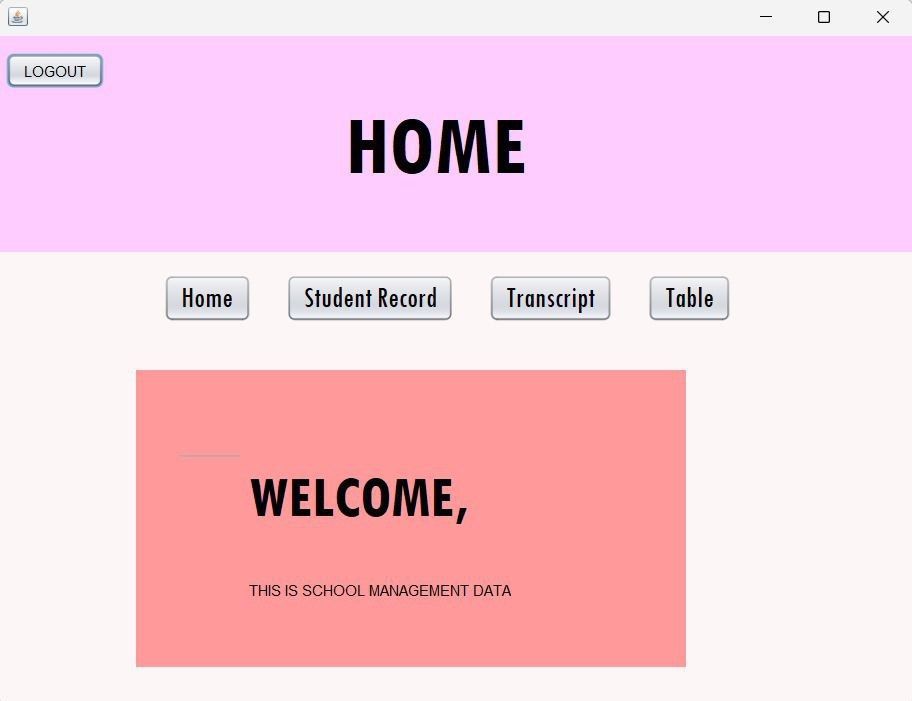 LOGOUT
HOME
Home Student Record Transcript Table
WELCOME,
THIS IS SCHOOL MANAGEMENT DATA